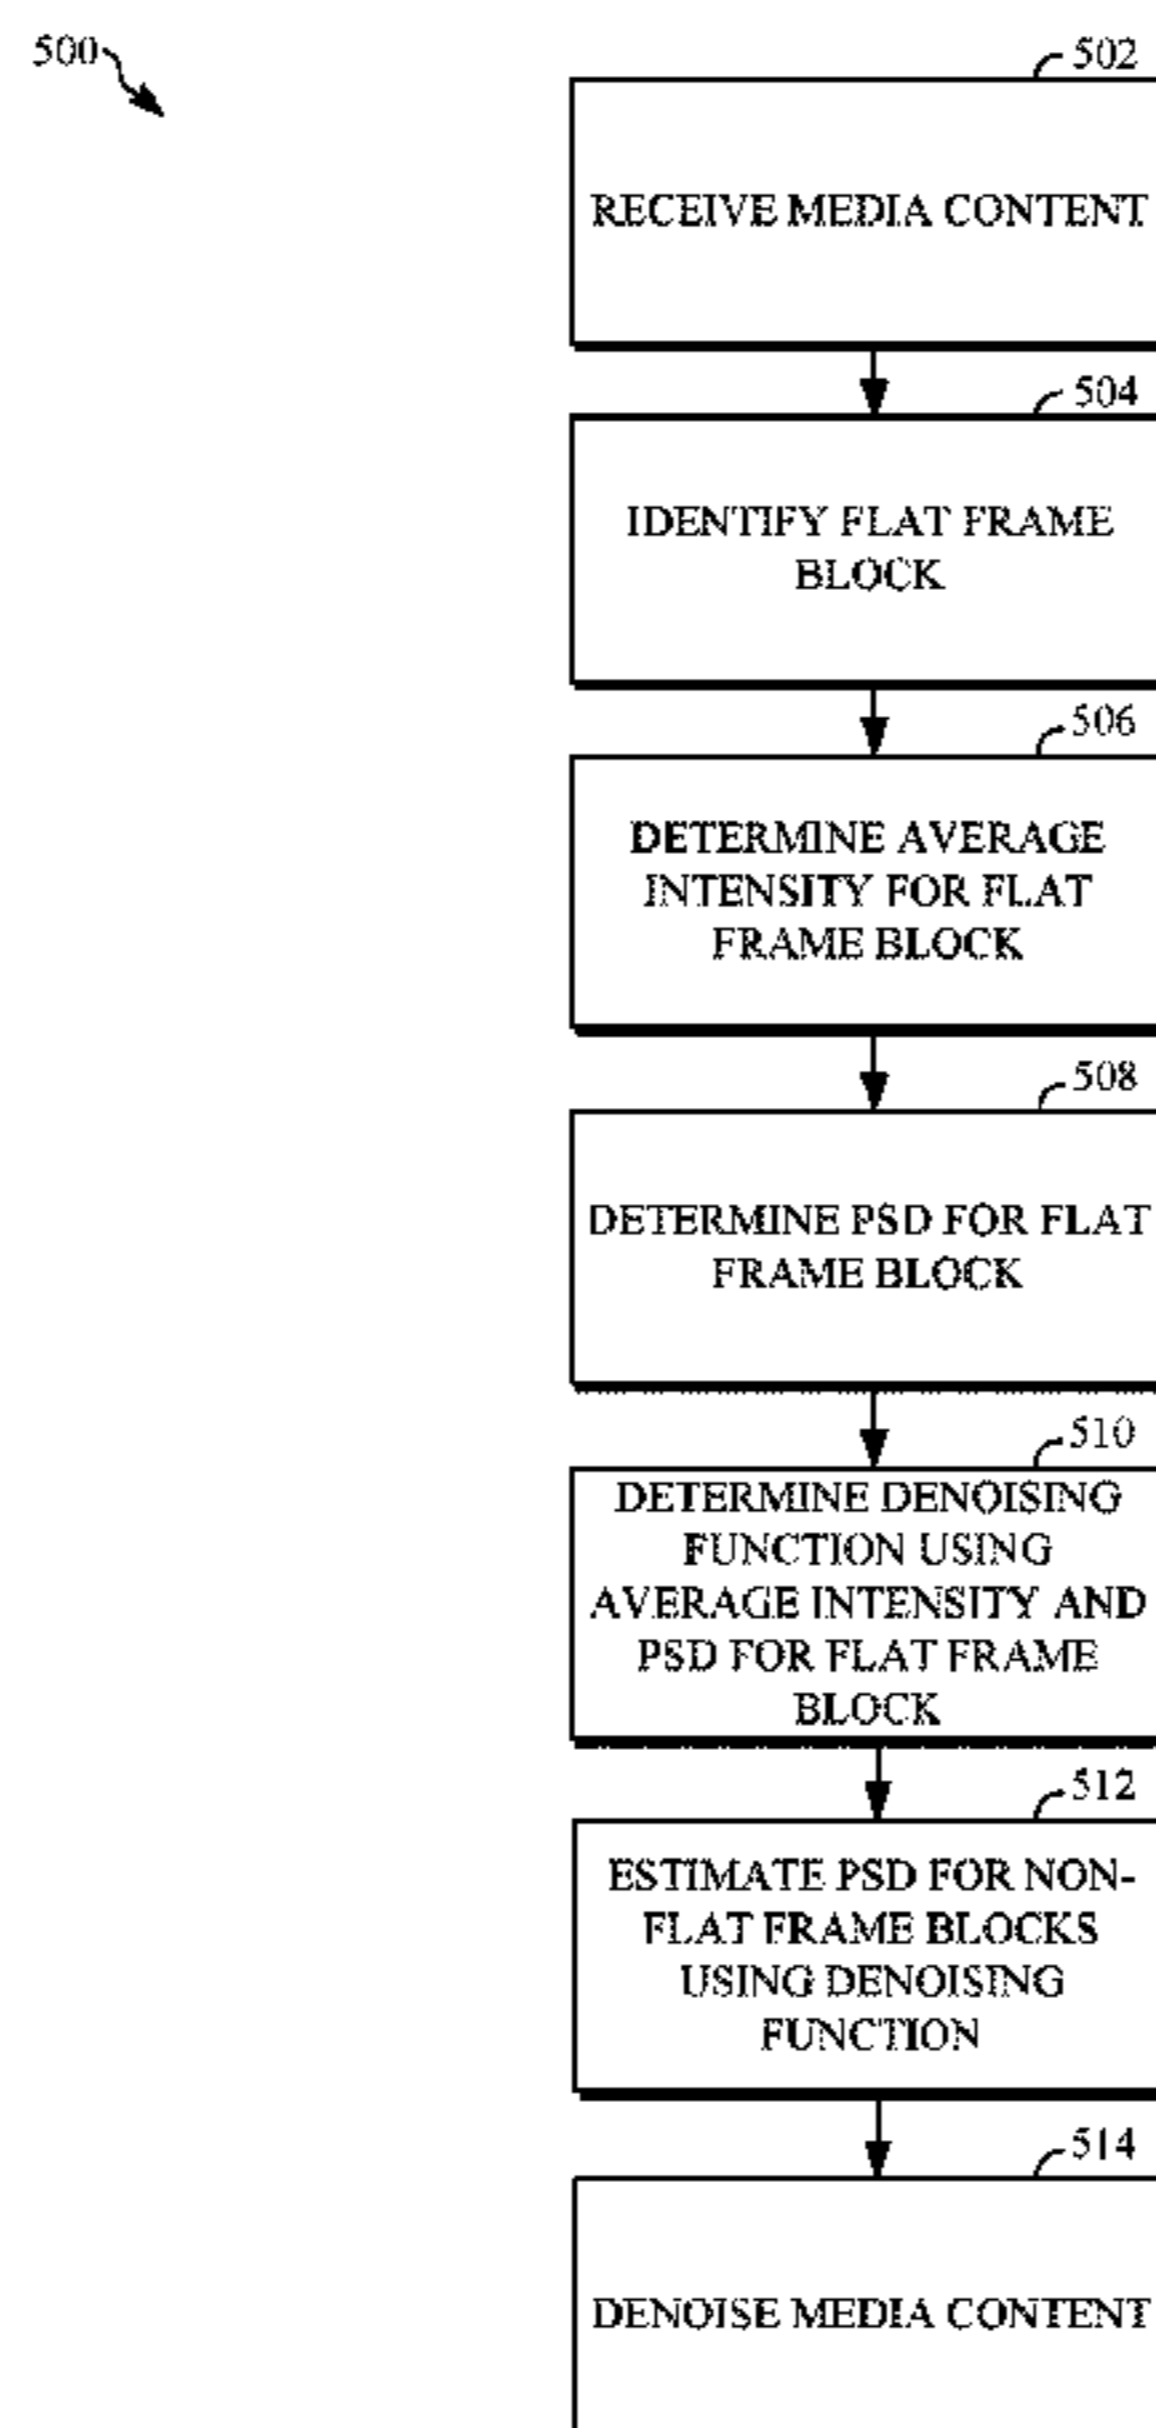 500
502
RECEIVE MEDIA CONTENT
504
IDENTIFY FLAT FRAME
BLOCK
506
DETERMINE AVERAGE
INTENSITY FOR FLAT
FRAME BLOCK
508
DETERMINE PSD FOR FLAT
FRAME BLOCK
510
DETERMINE DENOISING
FUNCTION USING
AVERAGE INTENSITY AND
PSD FOR FLAT FRAME
BLOCK
512
ESTIMATE PSD FOR NON-
FLAT FRAME BLOCKS
USING DENOISING
FUNCTION
514
DENOISE MEDIA CONTENT